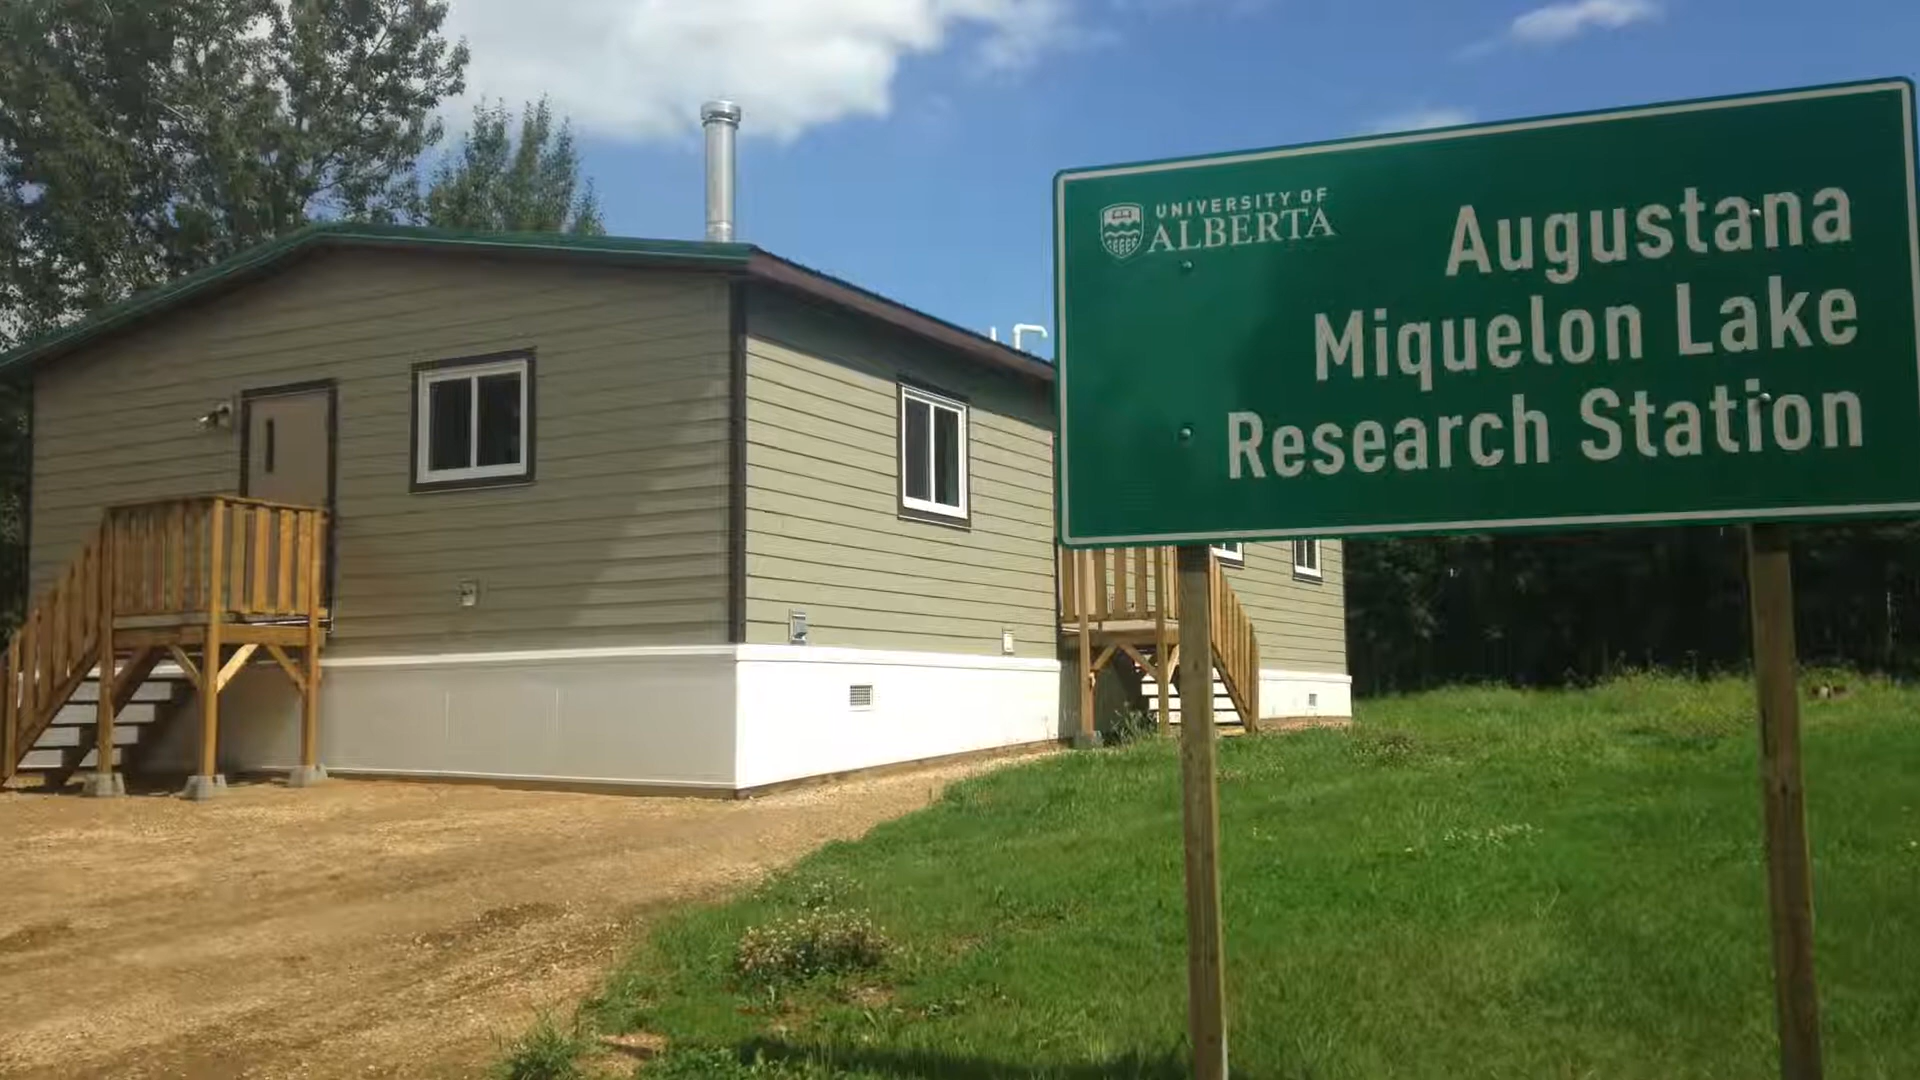 UNIVERSITY OF
ALBERTA
Augustana
Miquelon Lake
Research Station